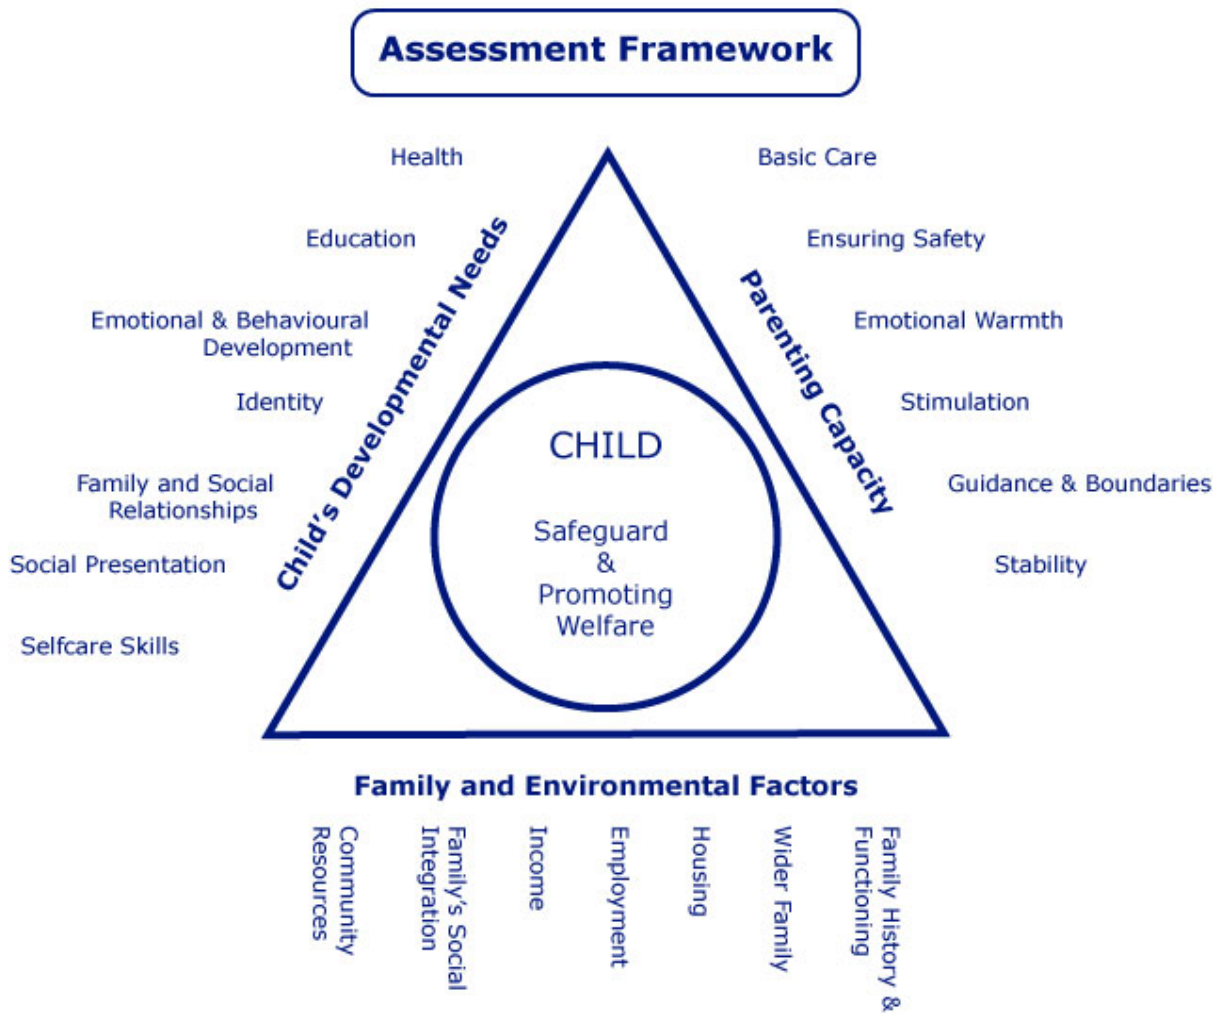 Assessment Framework
Health
Education
Emotional & Behavioural
Development
Identity
Family and Social
Relationships
Social Presentation
Selfcare Skills
Child's Developmental Needs
CHILD
Safeguard
&
Promoting
Welfare
Parenting Capacity
Basic Care
Ensuring Safety
Emotional Warmth
Stimulation
Guidance & Boundaries
Stability
Family and Environmental Factors
Community
Resources
Family's Social
Integration
Income
Employment
Housing
Wider Family
Family History &
Functioning